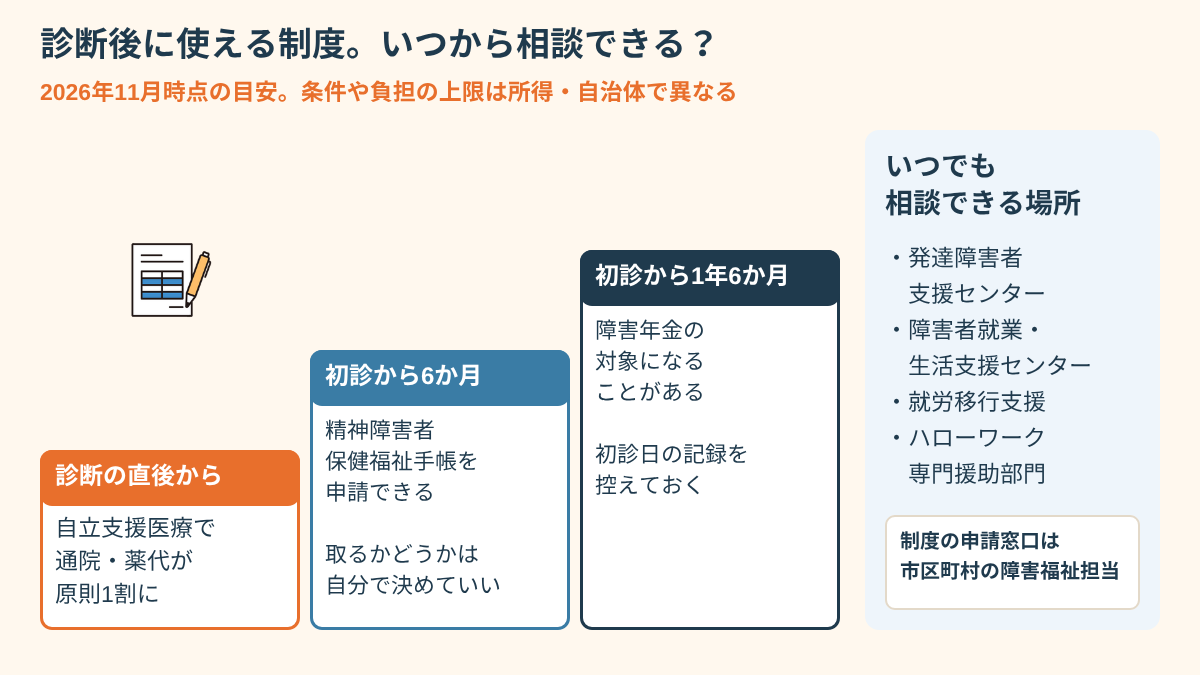 診断後に使える制度。いつから相談できる？
2026年11月時点の目安。条件や負担の上限は所得・自治体で異なる
診断の直後から
自立支援医療で
通院・薬代が
原則1割に
初診から6か月
精神障害者
保健福祉手帳を
申請できる
取るかどうかは
自分で決めていい
初診から1年6か月
障害年金の
対象になる
ことがある
初診日の記録を
控えておく
いつでも
相談できる場所
・発達障害者
支援センター
・障害者就業・
生活支援センター
・就労移行支援
・ハローワーク
専門援助部門
制度の申請窓口は
市区町村の障害福祉担当